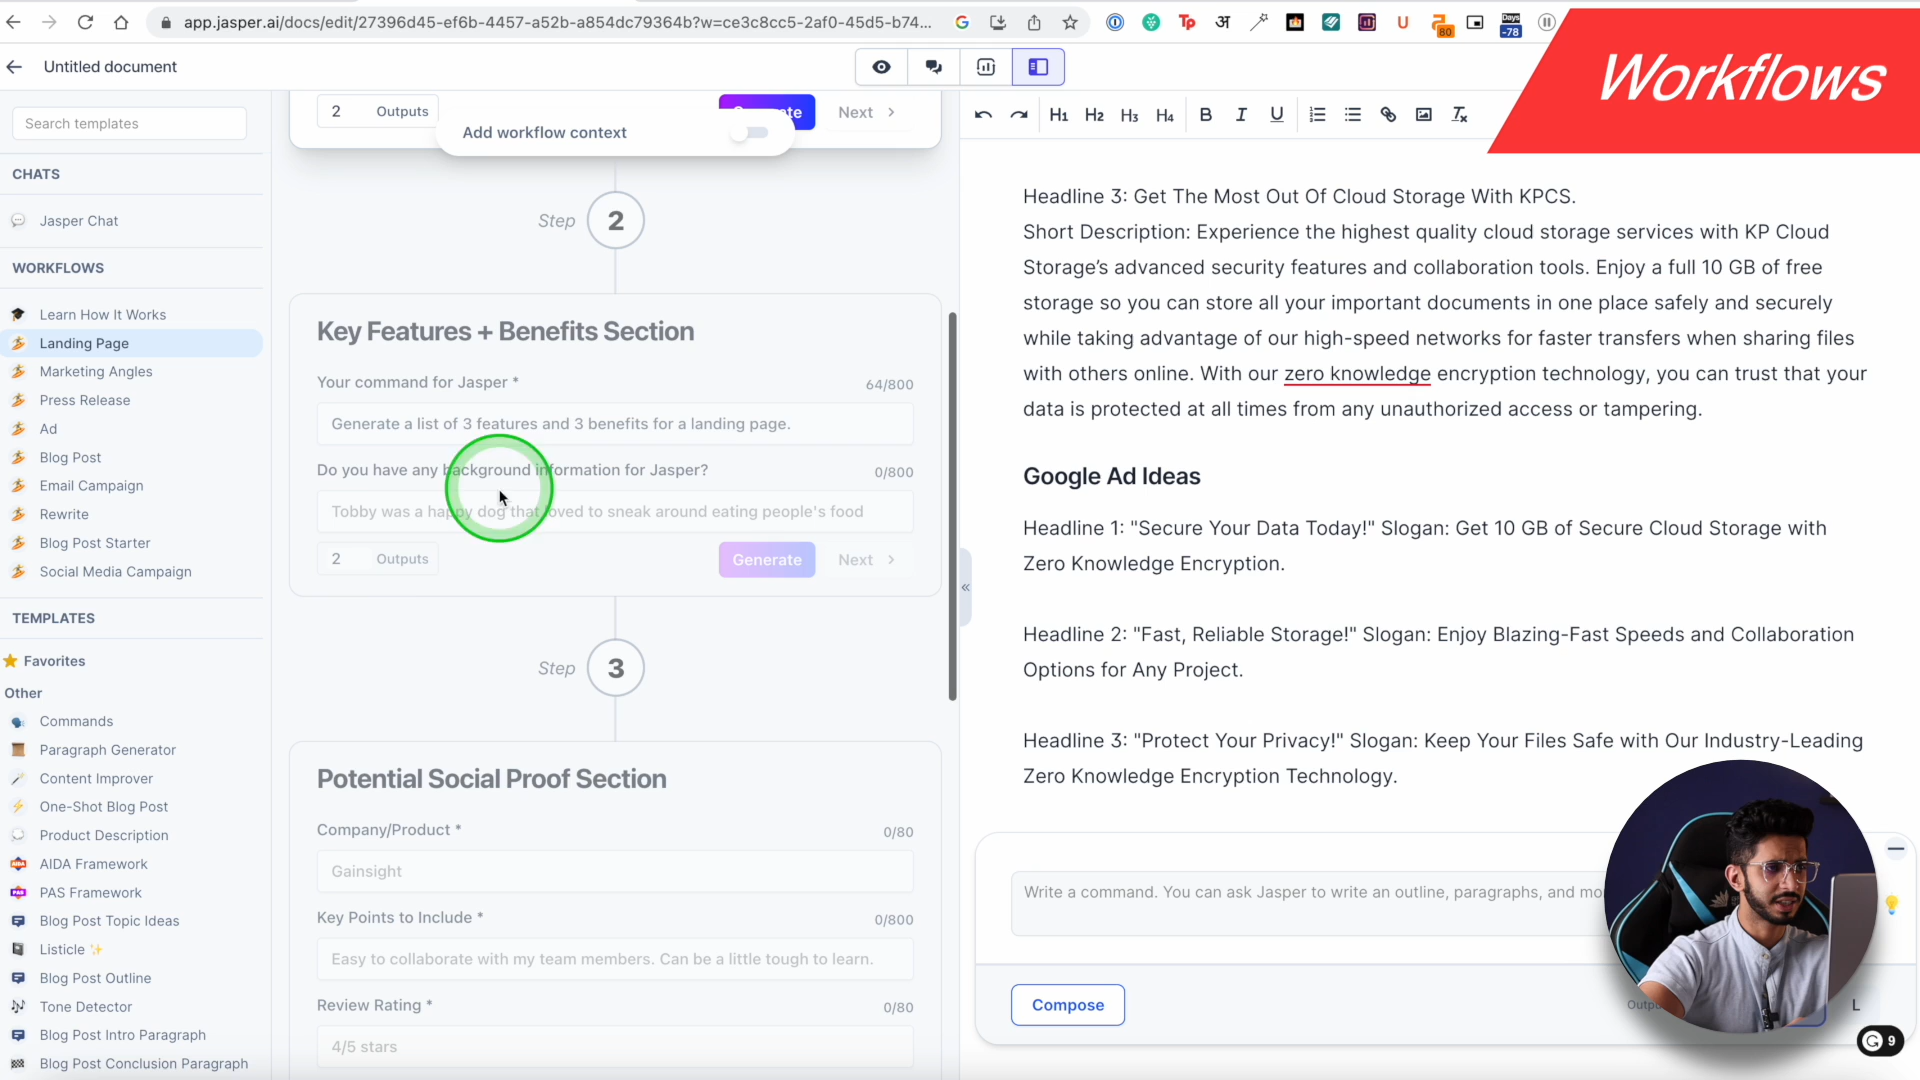 app.jasper.ai/docs/edit/27396d45-ef6b-4457-a52b-a854dc79364b?w=ce3c8cc5-2af0-45d5-b74...
Workflows
Untitled document
Search templates
CHATS
Jasper Chat
WORKFLOWS
Learn How It Works
Landing Page
Marketing Angles
Press Release
Ad
Blog Post
Email Campaign
Rewrite
Blog Post Starter
Social Media Campaign
TEMPLATES
Favorites
Other
Commands
Paragraph Generator
Content Improver
One-Shot Blog Post
Product Description
AIDA Framework
PAS Framework
Blog Post Topic Ideas
Listicle
Blog Post Outline
Tone Detector
Blog Post Intro Paragraph
Blog Post Conclusion Paragraph
2 Outputs
Next
Add workflow context
Step 2
Key Features + Benefits Section
Your command for Jasper * 64/800
Generate a list of 3 features and 3 benefits for a landing page.
Do you have any background information for Jasper? 0/800
Tobby was a happy dog that loved to sneak around eating people's food
2 Outputs Generate Next
Step 3
Potential Social Proof Section
Company/Product * 0/80
Gainsight
Key Points to Include * 0/800
Easy to collaborate with my team members. Can be a little tough to learn.
Review Rating * 0/80
4/5 stars
H1 H2 H3 H4 B I U
Headline 3: Get The Most Out Of Cloud Storage With KPCS.
Short Description: Experience the highest quality cloud storage services with KP Cloud
Storage’s advanced security features and collaboration tools. Enjoy a full 10 GB of free
storage so you can store all your important documents in one place safely and securely
while taking advantage of our high-speed networks for faster transfers when sharing files
with others online. With our zero knowledge encryption technology, you can trust that your
data is protected at all times from any unauthorized access or tampering.
Google Ad Ideas
Headline 1: "Secure Your Data Today!" Slogan: Get 10 GB of Secure Cloud Storage with
Zero Knowledge Encryption.
Headline 2: "Fast, Reliable Storage!" Slogan: Enjoy Blazing-Fast Speeds and Collaboration
Options for Any Project.
Headline 3: "Protect Your Privacy!" Slogan: Keep Your Files Safe with Our Industry-Leading
Zero Knowledge Encryption Technology.
Write a command. You can ask Jasper to write an outline, paragraphs, and mo
Compose
Outpu
L
9